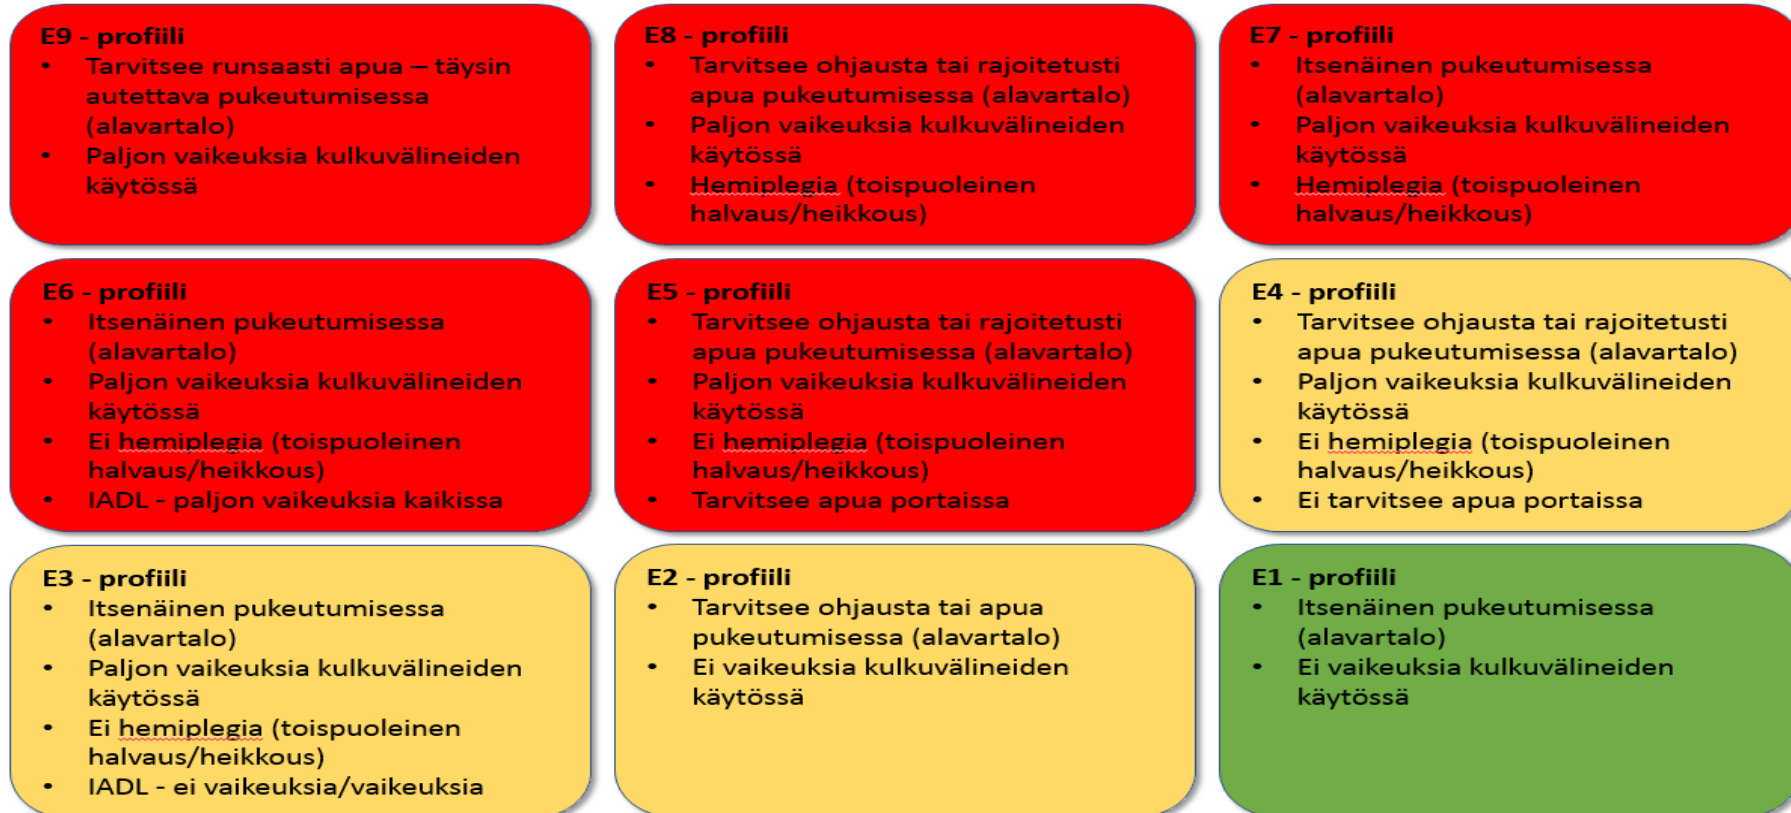 E9 - profiili
• Tarvitsee runsaasti apua – täysin
autettava pukeutumisessa
(alavartalo)
• Paljon vaikeuksia kulkuvälineiden
käytössä
E8 - profiili
• Tarvitsee ohjausta tai rajoitetusti
apua pukeutumisessa (alavartalo)
• Paljon vaikeuksia kulkuvälineiden
käytössä
• Hemiplegia (toispuoleinen
halvaus/heikkous)
E7 - profiili
• Itsenäinen pukeutumisessa
(alavartalo)
• Paljon vaikeuksia kulkuvälineiden
käytössä
• Hemiplegia (toispuoleinen
halvaus/heikkous)
E6 - profiili
• Itsenäinen pukeutumisessa
(alavartalo)
• Paljon vaikeuksia kulkuvälineiden
käytössä
• Ei hemiplegia (toispuoleinen
halvaus/heikkous)
• IADL - paljon vaikeuksia kaikissa
E5 - profiili
• Tarvitsee ohjausta tai rajoitetusti
apua pukeutumisessa (alavartalo)
• Paljon vaikeuksia kulkuvälineiden
käytössä
• Ei hemiplegia (toispuoleinen
halvaus/heikkous)
• Tarvitsee apua portaissa
E4 - profiili
• Tarvitsee ohjausta tai rajoitetusti
apua pukeutumisessa (alavartalo)
• Paljon vaikeuksia kulkuvälineiden
käytössä
• Ei hemiplegia (toispuoleinen
halvaus/heikkous)
• Ei tarvitsee apua portaissa
E3 - profiili
• Itsenäinen pukeutumisessa
(alavartalo)
• Paljon vaikeuksia kulkuvälineiden
käytössä
• Ei hemiplegia (toispuoleinen
halvaus/heikkous)
• IADL - ei vaikeuksia/vaikeuksia
E2 - profiili
• Tarvitsee ohjausta tai apua
pukeutumisessa (alavartalo)
• Ei vaikeuksia kulkuvälineiden
käytössä
E1 - profiili
• Itsenäinen pukeutumisessa
(alavartalo)
• Ei vaikeuksia kulkuvälineiden
käytössä